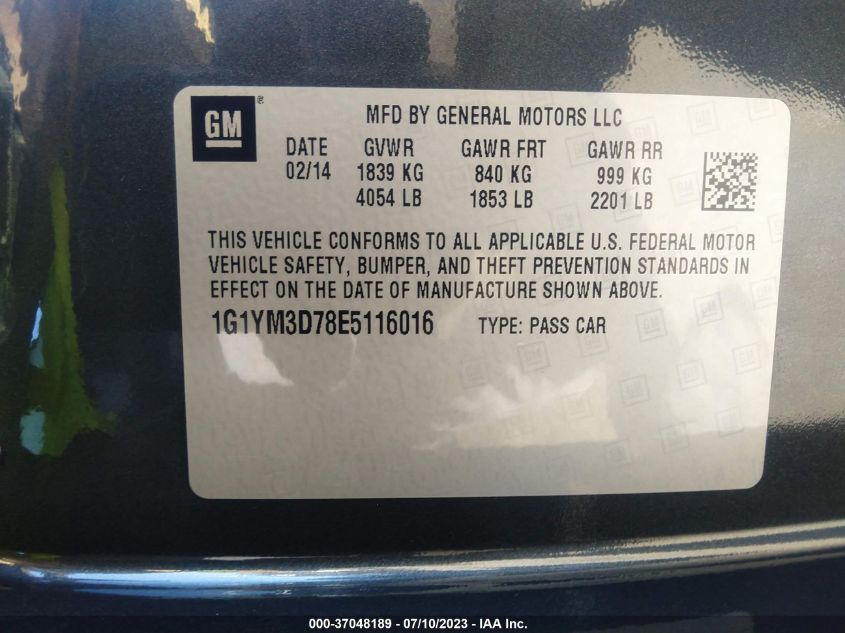 GM ®
MFD BY GENERAL MOTORS LLC
DATE GVWR GAWR FRT GAWR RR
02/14 1839 KG 840 KG 999 KG
4054 LB 1853 LB 2201 LB
THIS VEHICLE CONFORMS TO ALL APPLICABLE U.S. FEDERAL MOTOR
VEHICLE SAFETY, BUMPER, AND THEFT PREVENTION STANDARDS IN
EFFECT ON THE DATE OF MANUFACTURE SHOWN ABOVE.
1G1YM3D78E5116016 TYPE: PASS CAR
000-37048189 - 07/10/2023 - IAA Inc.